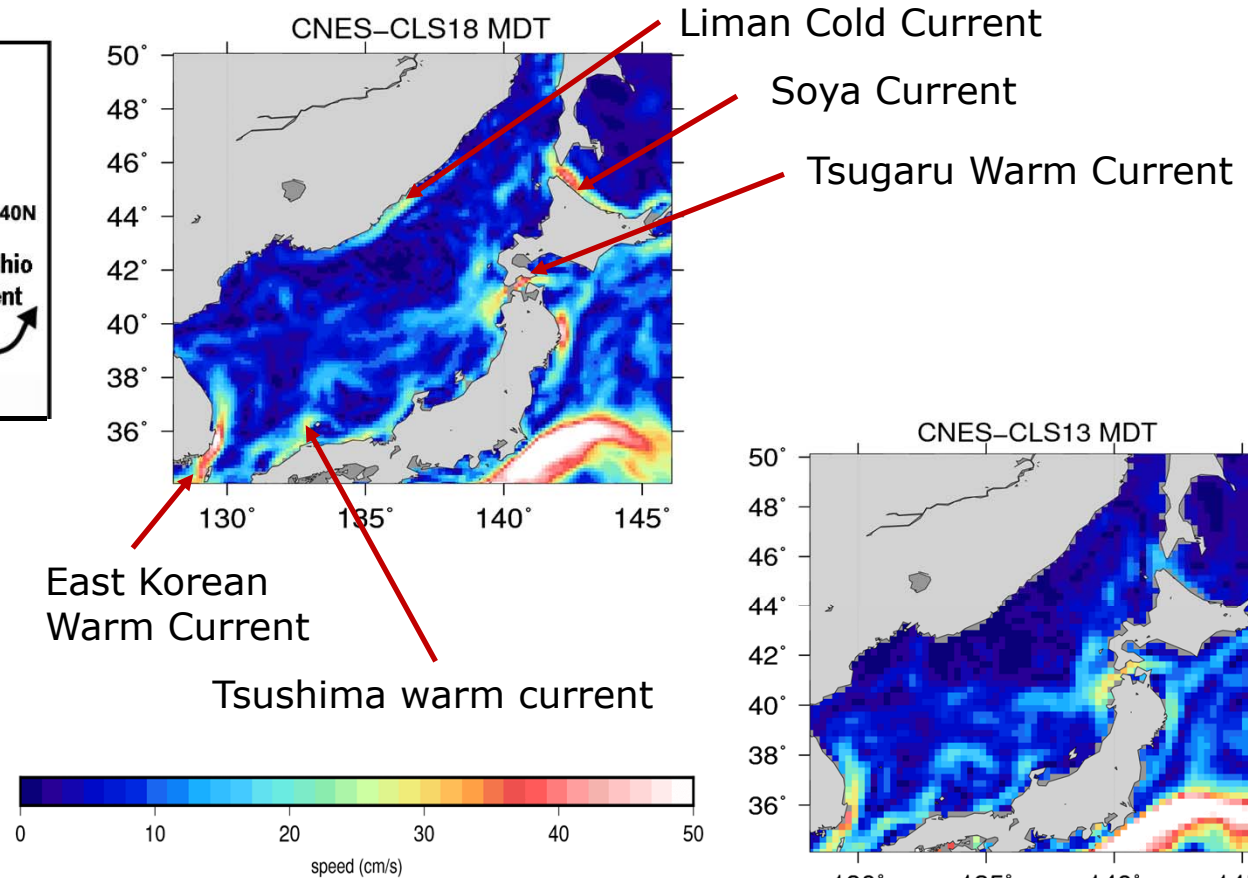 40N
hio
ent
CNES−CLS18 MDT
Liman Cold Current
Soya Current
Tsugaru Warm Current
50˚
48˚
46˚
44˚
42˚
40˚
38˚
36˚
130˚ 135˚ 140˚ 145˚
East Korean
Warm Current
Tsushima warm current
0 10 20 30 40 50
speed (cm/s)
CNES−CLS13 MDT
50˚
48˚
46˚
44˚
42˚
40˚
38˚
36˚